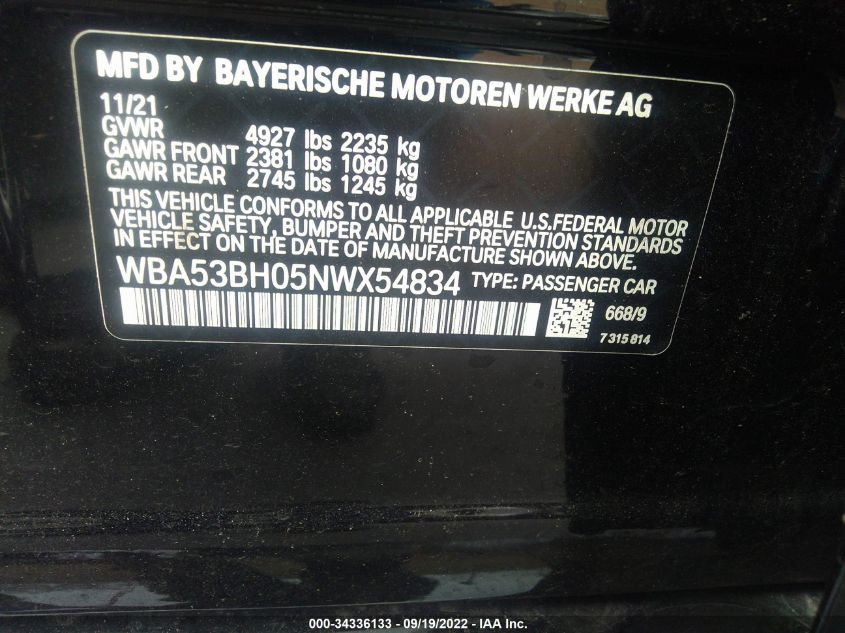 MFD BY BAYERISCHE MOTOREN WERKE AG
11/21
GVWR 4927 lbs 2235 kg
GAWR FRONT 2381 lbs 1080 kg
GAWR REAR 2745 lbs 1245 kg
THIS VEHICLE CONFORMS TO ALL APPLICABLE U.S.FEDERAL MOTOR
VEHICLE SAFETY, BUMPER AND THEFT PREVENTION STANDARDS
IN EFFECT ON THE DATE OF MANUFACTURE SHOWN ABOVE.
WBA53BH05NWX54834 TYPE: PASSENGER CAR
668/9
7 315 814
000-34336133 - 09/19/2022 - IAA Inc.